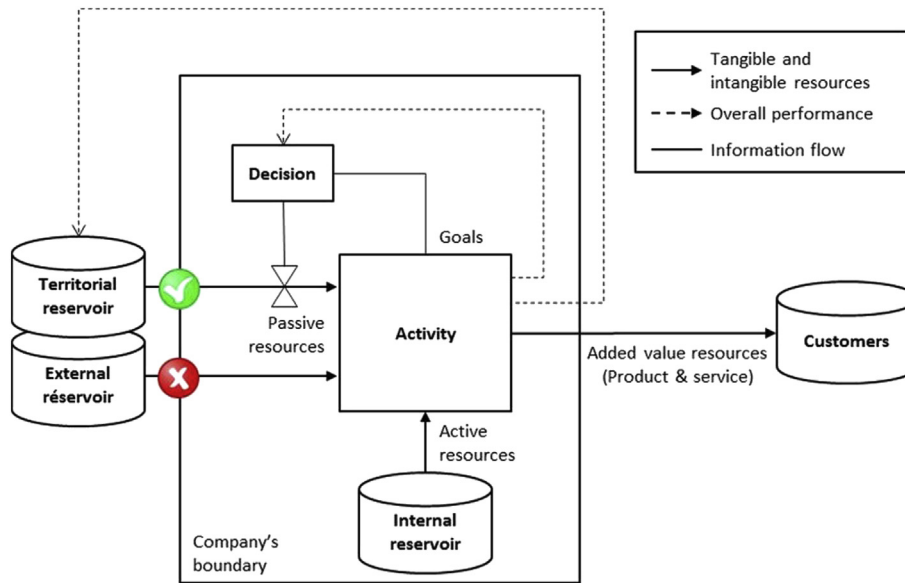 Tangible and
intangible resources
Overall performance
Information flow
Decision
Goals
Territorial
reservoir
Passive
resources
Activity
Customers
External
réservoir
Added value resources
(Product & service)
Active
resources
Internal
reservoir
Company's
boundary